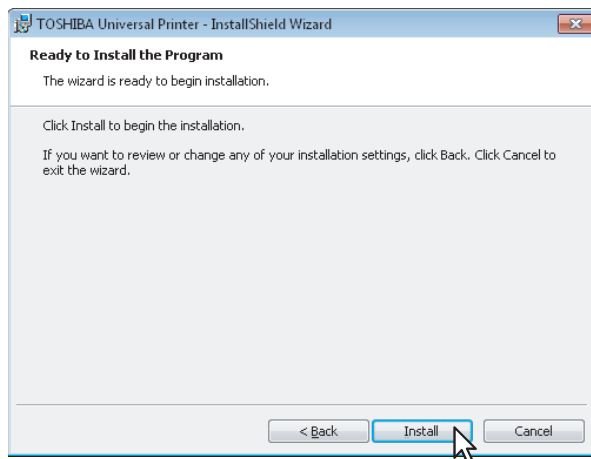 TOSHIBA Universal Printer - InstallShield Wizard
Ready to Install the Program
The wizard is ready to begin installation.
Click Install to begin the installation.
If you want to review or change any of your installation settings, click Back. Click Cancel to
exit the wizard.
< Back Install Cancel